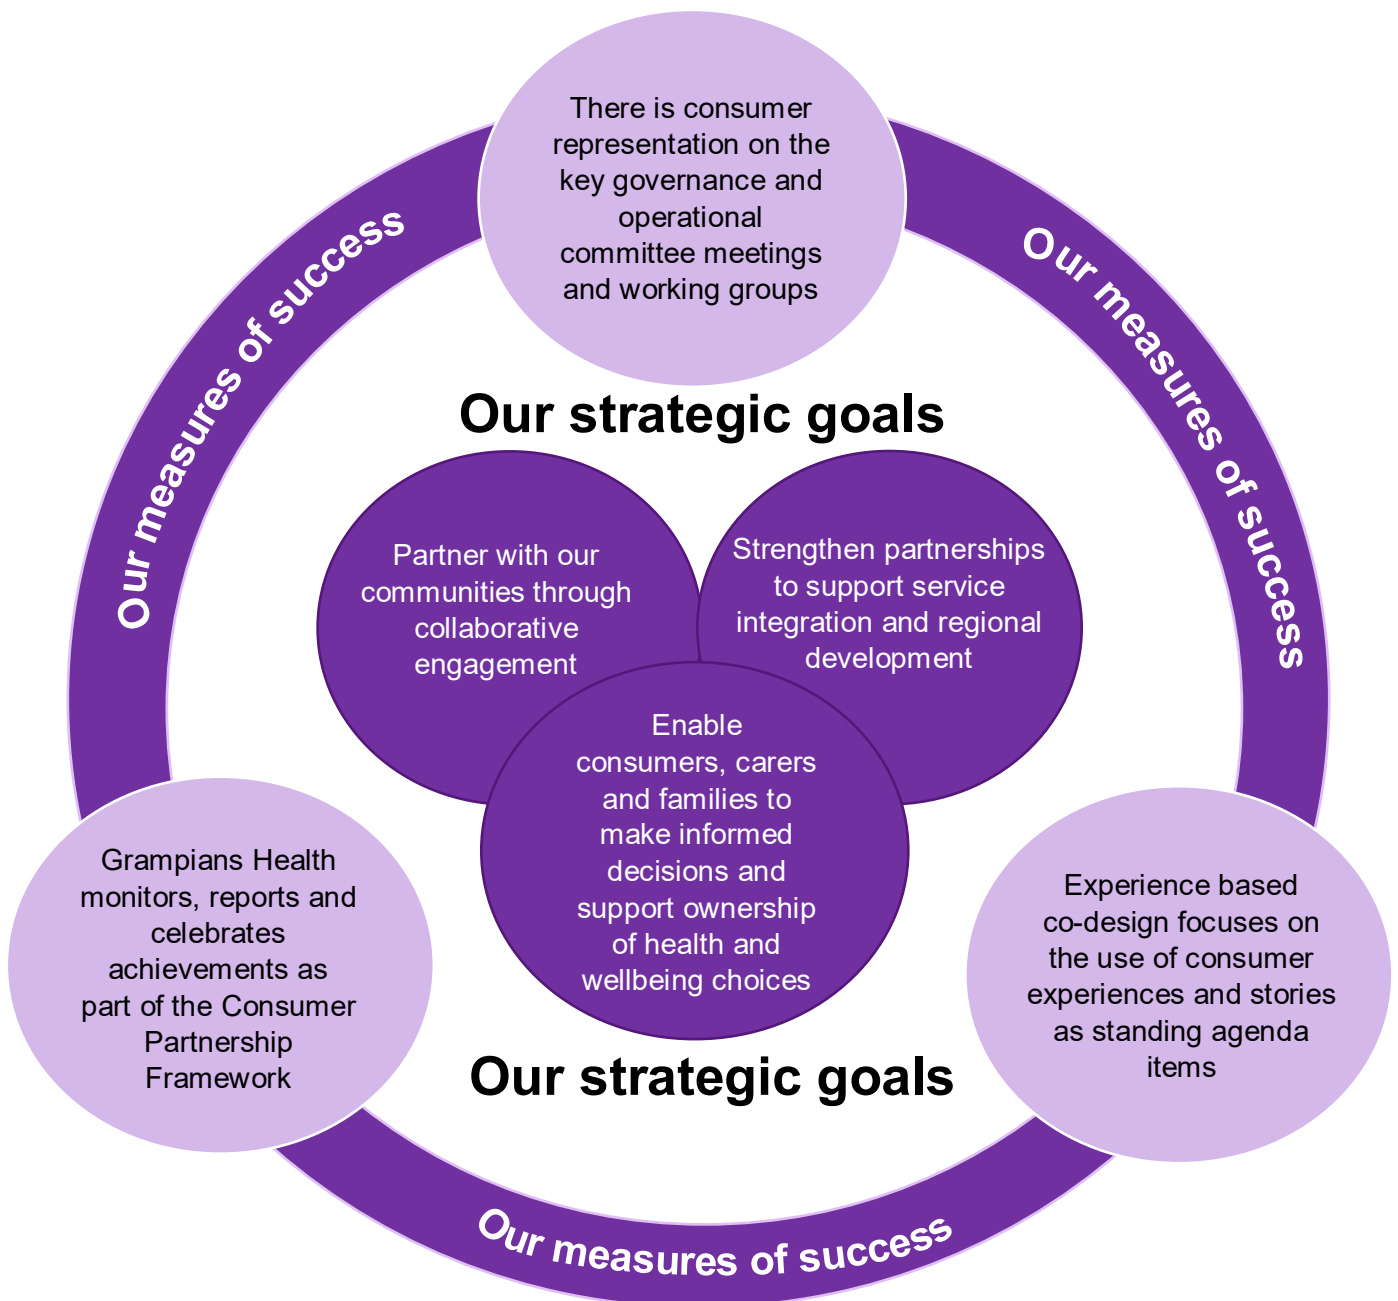 There is consumer
representation on the
key governance and
operational
committee meetings
and working groups
Our measures of success
Our measures of success
Our strategic goals
Partner with our
communities through
collaborative
engagement
Strengthen partnerships
to support service
integration and regional
development
Enable
consumers, carers
and families to
make informed
decisions and
support ownership
of health and
wellbeing choices
Grampians Health
monitors, reports and
celebrates
achievements as
part of the Consumer
Partnership
Framework
Experience based
co-design focuses on
the use of consumer
experiences and stories
as standing agenda
items
Our strategic goals
Our measures of success